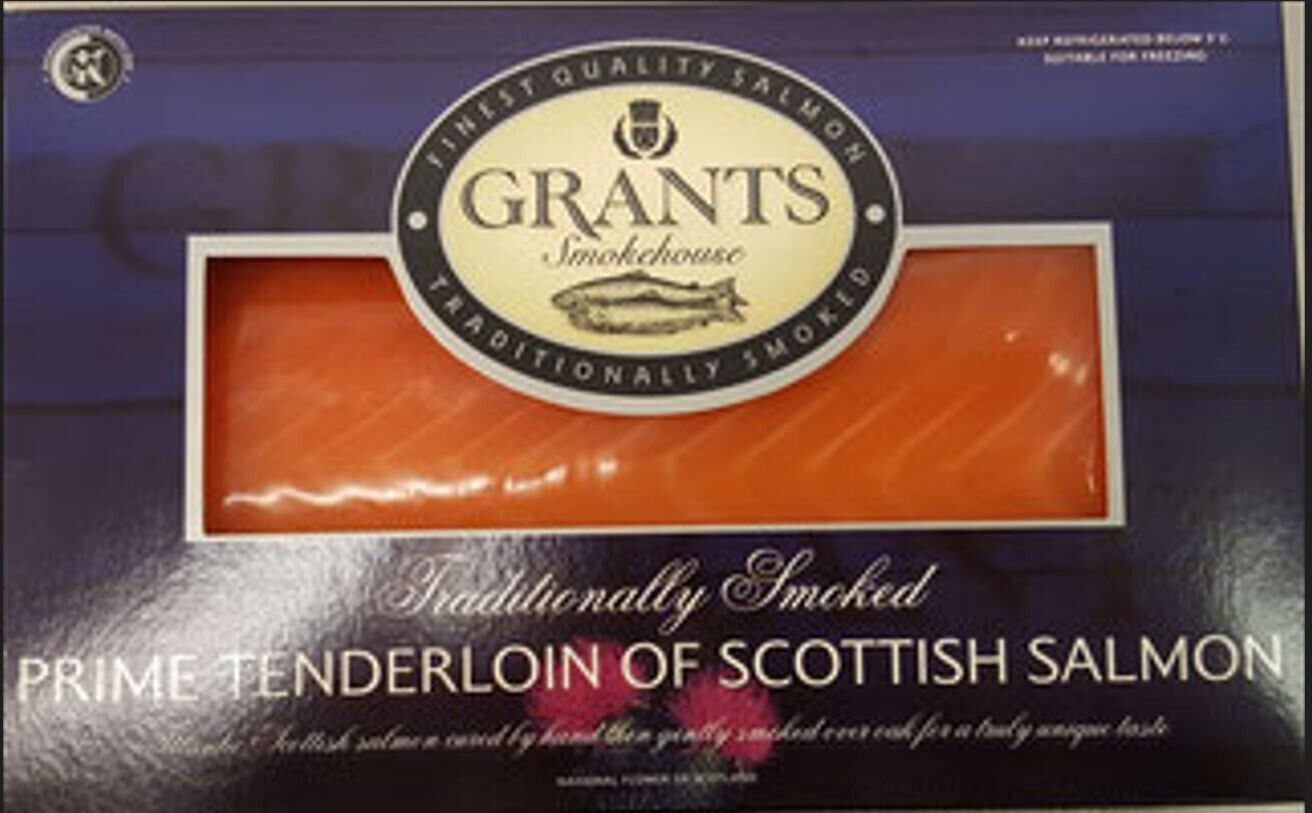 KEEP REFRIGERATED BELOW 5°C
SUITABLE FOR FREEZING
FINEST QUALITY SALMON
GRANTS
Smokehouse
TRADITIONALLY SMOKED
Traditionally Smoked
PRIME TENDERLOIN OF SCOTTISH SALMON
Scottish salmon cured by hand then gently smoked over oak for a truly unique taste
NATIONAL FLOWER OF SCOTLAND